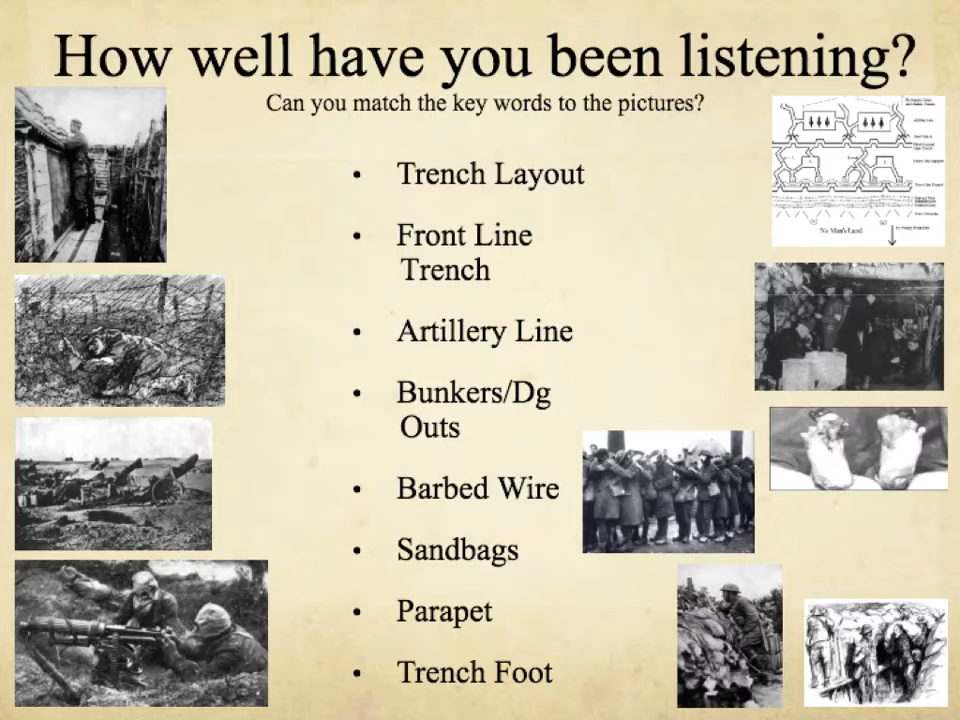 How well have you been listening?
Can you match the key words to the pictures?
• Trench Layout
• Front Line
Trench
• Artillery Line
• Bunkers/Dg
Outs
• Barbed Wire
• Sandbags
• Parapet
• Trench Foot
No Man's Land